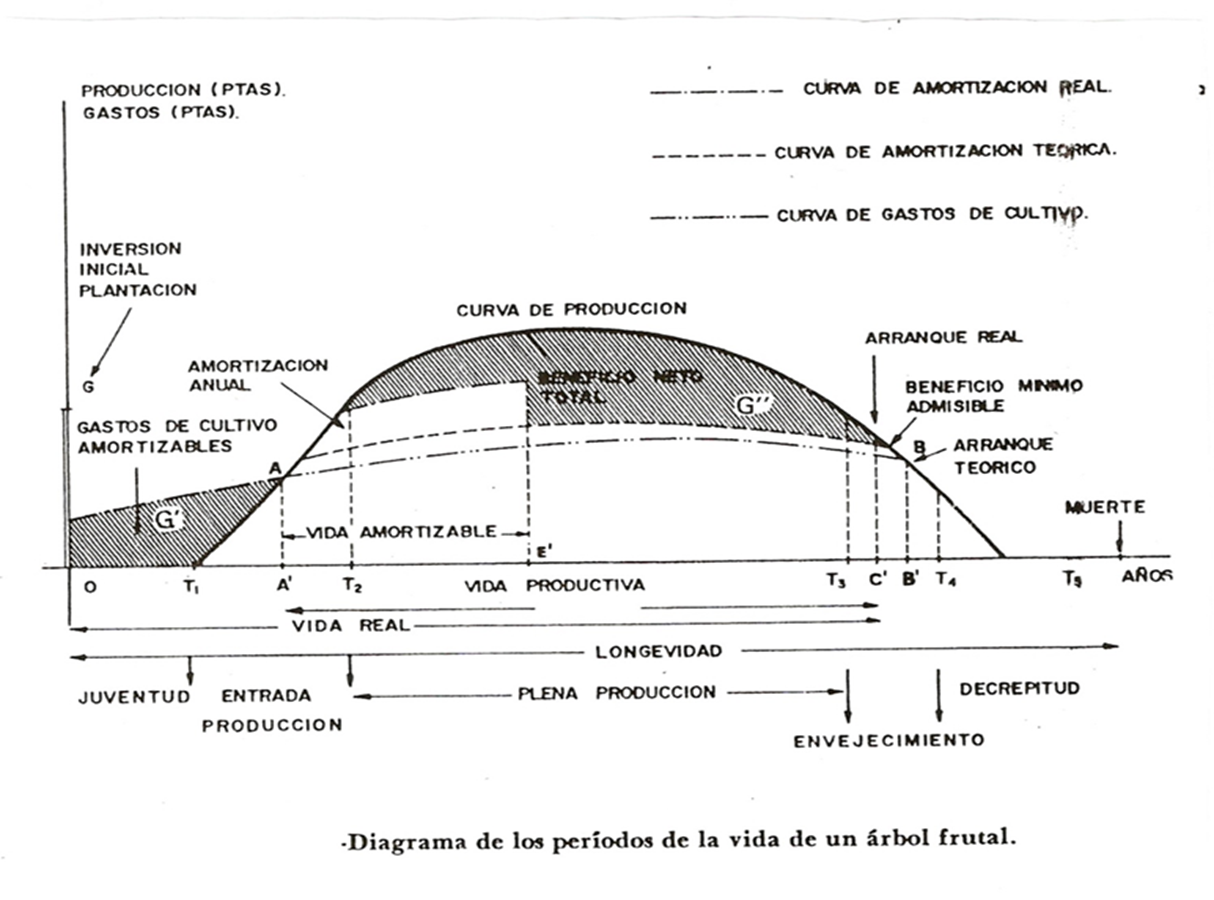 PRODUCCION (PTAS).
GASTOS (PTAS).
CURVA DE AMORTIZACION REAL.
CURVA DE AMORTIZACION TEORICA.
CURVA DE GASTOS DE CULTIVO.
INVERSION
INICIAL
PLANTACION
CURVA DE PRODUCCION
ARRANQUE REAL
AMORTIZACION
ANUAL
G
BENEFICIO NETO
TOTAL
G''
BENEFICIO MINIMO
ADMISIBLE
GASTOS DE CULTIVO
AMORTIZABLES
A
B
ARRANQUE
TEORICO
G'
VIDA AMORTIZABLE
E'
MUERTE
O
T1
A'
T2
VIDA PRODUCTIVA
T3
C'
B'
T4
T5
AÑOS
VIDA REAL
LONGEVIDAD
JUVENTUD
ENTRADA
PRODUCCION
PLENA PRODUCCION
DECREPITUD
ENVEJECIMIENTO
·Diagrama de los períodos de la vida de un árbol frutal.